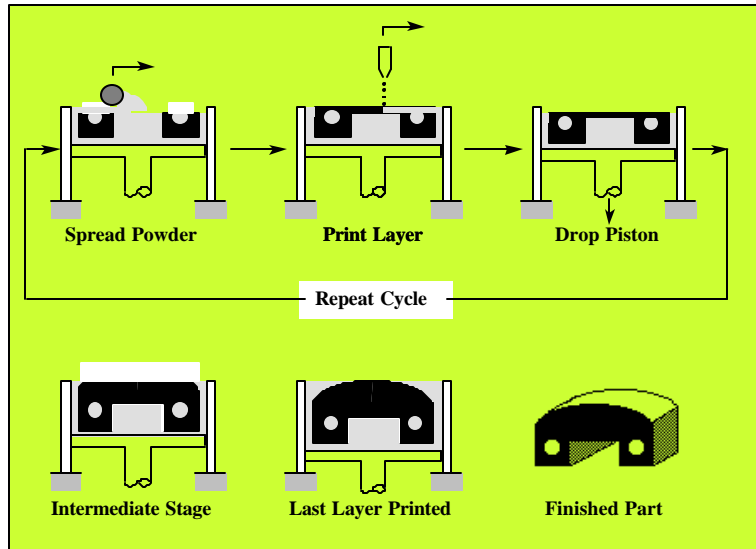 Spread Powder
Print Layer
Drop Piston
Repeat Cycle
Intermediate Stage
Last Layer Printed
Finished Part